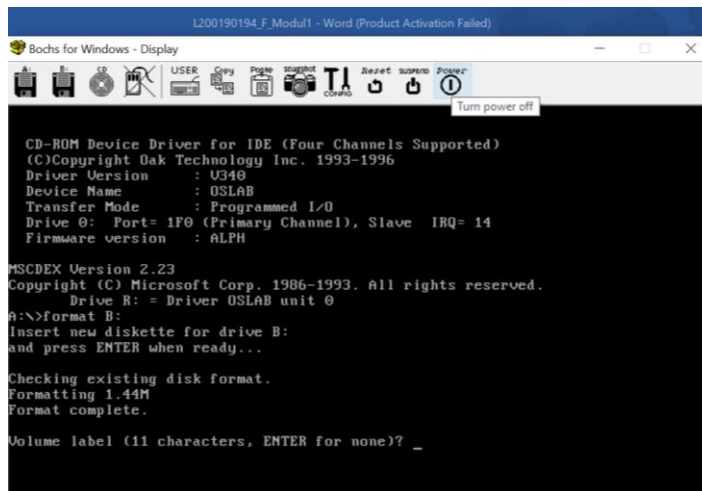 L200190194_F_Modul1 - Word (Product Activation Failed)
Bochs for Windows - Display
A: B: CD USER Copy Paste snapshot CONFIG Reset SUSPEND Power
Turn power off
CD-ROM Device Driver for IDE (Four Channels Supported)
(C)Copyright Oak Technology Inc. 1993-1996
Driver Version : V340
Device Name : OSLAB
Transfer Mode : Programmed I/O
Drive 0: Port= 1F0 (Primary Channel), Slave IRQ= 14
Firmware version : ALPH
MSCDEX Version 2.23
Copyright (C) Microsoft Corp. 1986-1993. All rights reserved.
Drive R: = Driver OSLAB unit 0
A:\>format B:
Insert new diskette for drive B:
and press ENTER when ready...
Checking existing disk format.
Formatting 1.44M
Format complete.
Volume label (11 characters, ENTER for none)? _